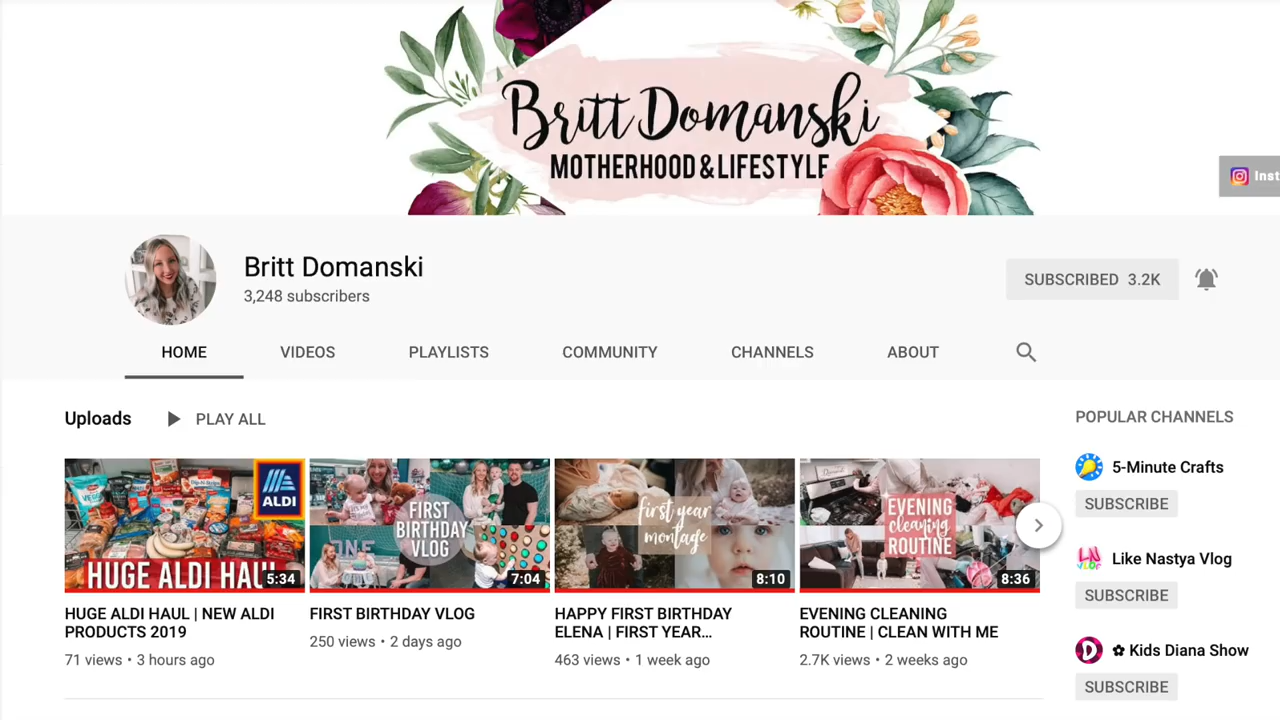 Britt Domanski
MOTHERHOOD & LIFESTYLE
Inst
Britt Domanski
3,248 subscribers
SUBSCRIBED 3.2K
HOME VIDEOS PLAYLISTS COMMUNITY CHANNELS ABOUT
Uploads PLAY ALL
ALDI
HUGE ALDI HAUL
5:34
HUGE ALDI HAUL | NEW ALDI
PRODUCTS 2019
71 views • 3 hours ago
ONE
FIRST
BIRTHDAY
VLOG
7:04
FIRST BIRTHDAY VLOG
250 views • 2 days ago
first year
montage
8:10
HAPPY FIRST BIRTHDAY
ELENA | FIRST YEAR...
463 views • 1 week ago
EVENING
cleaning
ROUTINE
8:36
EVENING CLEANING
ROUTINE | CLEAN WITH ME
2.7K views • 2 weeks ago
POPULAR CHANNELS
5-Minute Crafts
SUBSCRIBE
LN
VLOG
Like Nastya Vlog
SUBSCRIBE
D
✿ Kids Diana Show
SUBSCRIBE